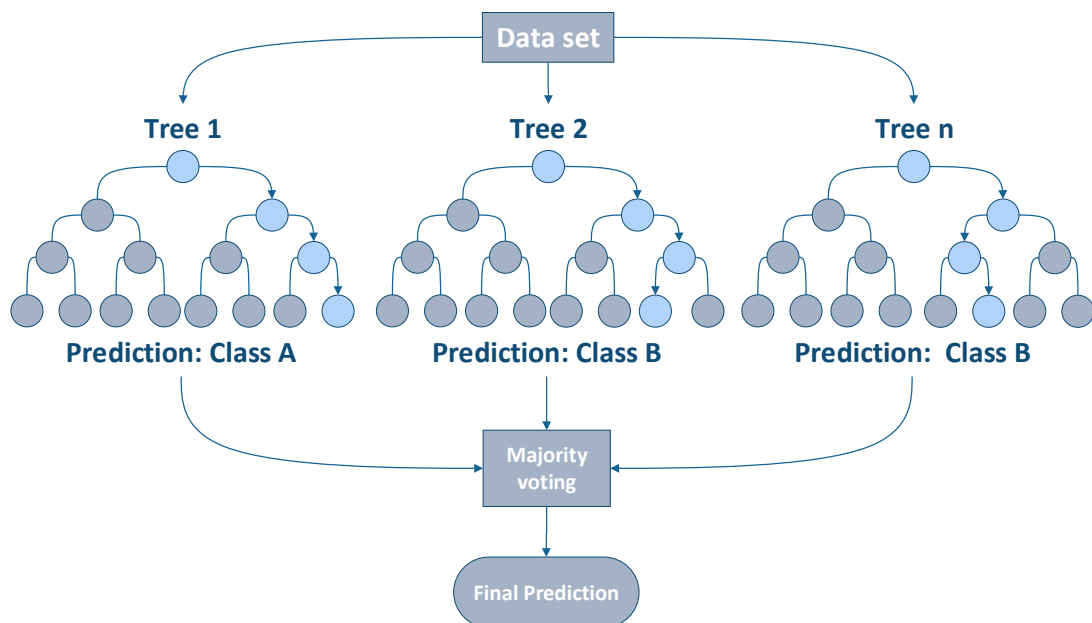 Data set
Tree 1
Tree 2
Tree n
Prediction: Class A
Prediction: Class B
Prediction:  Class B
Majority
voting
Final Prediction